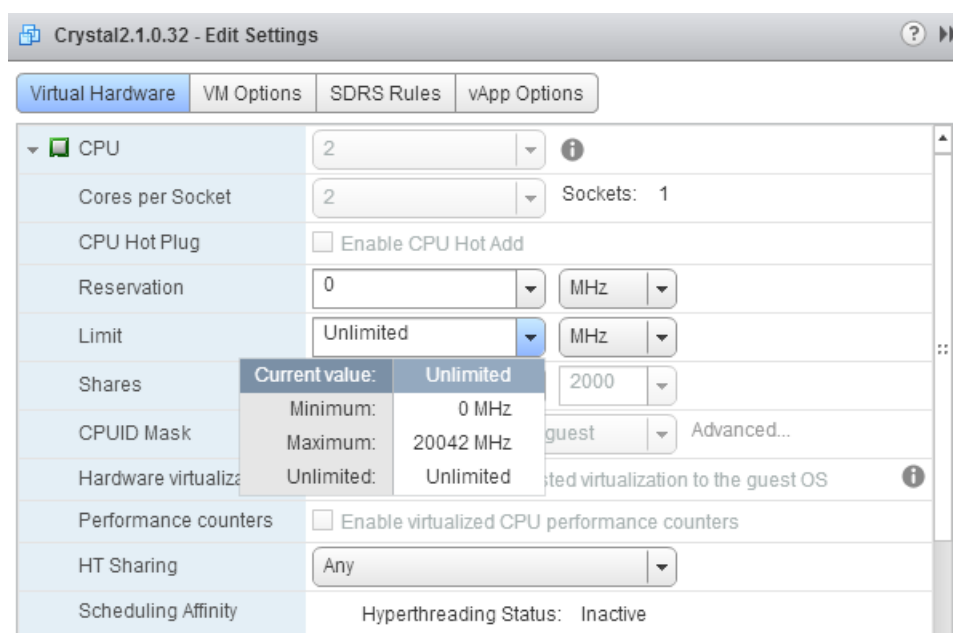 Crystal2.1.0.32 - Edit Settings ?
Virtual Hardware VM Options SDRS Rules vApp Options
CPU 2
Cores per Socket 2 Sockets: 1
CPU Hot Plug Enable CPU Hot Add
Reservation 0 MHz
Limit Unlimited MHz
Current value: Unlimited
Shares 2000
Minimum: 0 MHz
CPUID Mask guest Advanced...
Maximum: 20042 MHz
Hardware virtualiza sted virtualization to the guest OS
Unlimited: Unlimited
Performance counters Enable virtualized CPU performance counters
HT Sharing Any
Scheduling Affinity Hyperthreading Status: Inactive